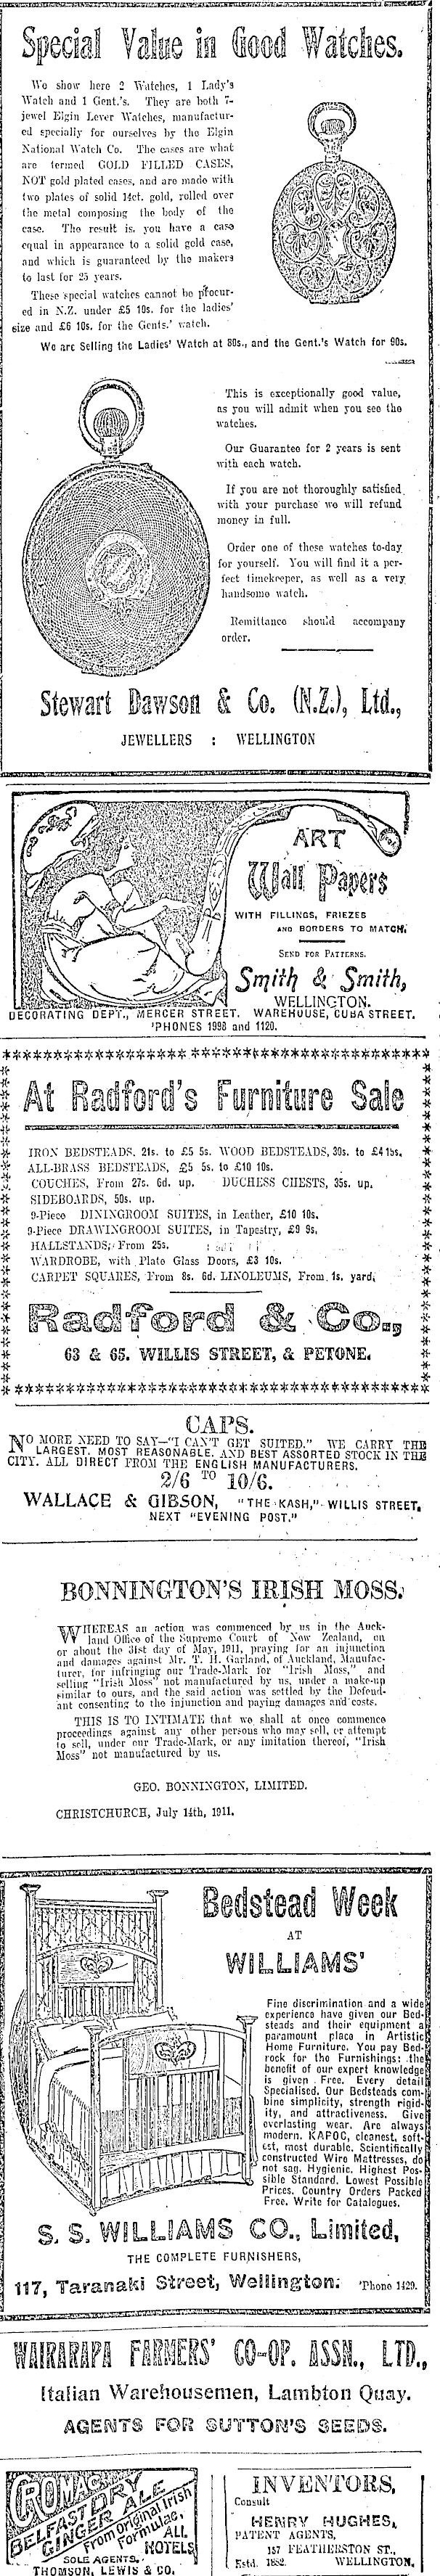 Special Value in Good Watches.
We show here 2 Watches, 1 Lady's
Watch and 1 Gent.'s. They are both 7-
jewel Elgin Lever Watches, manufactur-
ed specially for ourselves by the Elgin
National Watch Co. The cases are what
are termed GOLD FILLED CASES,
NOT gold plated cases, and are made with
two plates of solid 14ct. gold, rolled over
the metal composing the body of the
case. The result is, you have a case
equal in appearance to a solid gold case,
and which is guaranteed by the makers
to last for 25 years.
These special watches cannot be procur-
ed in N.Z. under £5 10s. for the ladies'
size and £6 10s. for the Gents.' watch.
We are Selling the Ladies' Watch at 80s., and the Gent.'s Watch for 90s.
This is exceptionally good value,
as you will admit when you see the
watches.
Our Guarantee for 2 years is sent
with each watch.
If you are not thoroughly satisfied
with your purchase we will refund
money in full.
Order one of these watches to-day
for yourself. You will find it a per-
fect timekeeper, as well as a very
handsome watch.
Remittance should accompany
order.
Stewart Dawson & Co. (N.Z.), Ltd.,
JEWELLERS : WELLINGTON
ART
Wall Papers
WITH FILLINGS, FRIEZES
AND BORDERS TO MATCH.
SEND FOR PATTERNS.
Smith & Smith,
WELLINGTON.
DECORATING DEPT., MERCER STREET. WAREHOUSE, CUBA STREET.
'PHONES 1998 and 1120.
At Radford's Furniture Sale
IRON BEDSTEADS, 21s. to £5 5s. WOOD BEDSTEADS, 30s. to £4 15s.
ALL-BRASS BEDSTEADS, £5 5s. to £10 10s.
COUCHES, From 27s. 6d. up. DUCHESS CHESTS, 35s. up.
SIDEBOARDS, 50s. up.
9-Piece DININGROOM SUITES, in Leather, £10 10s.
9-Piece DRAWINGROOM SUITES, in Tapestry, £9 9s.
HALLSTANDS, From 25s.
WARDROBE, with Plate Glass Doors, £3 10s.
CARPET SQUARES, From 8s. 6d. LINOLEUMS, From 1s. yard.
Radford & Co.,
63 & 65. WILLIS STREET, & PETONE.
CAPS.
NO MORE NEED TO SAY—"I CAN'T GET SUITED." WE CARRY THE
LARGEST, MOST REASONABLE, AND BEST ASSORTED STOCK IN THE
CITY. ALL DIRECT FROM THE ENGLISH MANUFACTURERS.
2/6 TO 10/6.
WALLACE & GIBSON, "THE KASH," WILLIS STREET,
NEXT "EVENING POST."
BONNINGTON'S IRISH MOSS.
WHEREAS an action was commenced by us in the Auck-
land Office of the Supreme Court of New Zealand, on
or about the 31st day of May, 1911, praying for an injunction
and damages against Mr. T. H. Garland, of Auckland, Manufac-
turer, for infringing our Trade-Mark for "Irish Moss," and
selling "Irish Moss" not manufactured by us, under a make-up
similar to ours, and the said action was settled by the Defend-
ant consenting to the injunction and paying damages and costs.
THIS IS TO INTIMATE that we shall at once commence
proceedings against any other persons who may sell, or attempt
to sell, under our Trade-Mark, or any imitation thereof, "Irish
Moss" not manufactured by us.
GEO. BONNINGTON, LIMITED.
CHRISTCHURCH, July 14th, 1911.
Bedstead Week
AT
WILLIAMS'
Fine discrimination and a wide
experience have given our Bed-
steads and their equipment a
paramount place in Artistic
Home Furniture. You pay Bed-
rock for the Furnishings: the
benefit of our expert knowledge
is given Free. Every detail
Specialised. Our Bedsteads com-
bine simplicity, strength rigid-
ity, and attractiveness. Give
everlasting wear. Are always
modern. KAPOC, cleanest, soft-
est, most durable. Scientifically
constructed Wire Mattresses, do
not sag. Hygienic. Highest Pos-
sible Standard. Lowest Possible
Prices. Country Orders Packed
Free. Write for Catalogues.
S. S. WILLIAMS CO., Limited,
THE COMPLETE FURNISHERS,
117, Taranaki Street, Wellington. 'Phone 1429.
WAIRARAPA FARMERS' CO-OP. ASSN., LTD.,
Italian Warehousemen, Lambton Quay.
AGENTS FOR SUTTON'S SEEDS.
CROMAC
BELFAST DRY
GINGER ALE
From Original Irish
Formulae,
ALL
HOTELS
SOLE AGENTS.
THOMSON, LEWIS & CO.
INVENTORS,
Consult
HENRY HUGHES,
PATENT AGENTS,
157 FEATHERSTON ST.,
Estd. 1882. WELLINGTON.